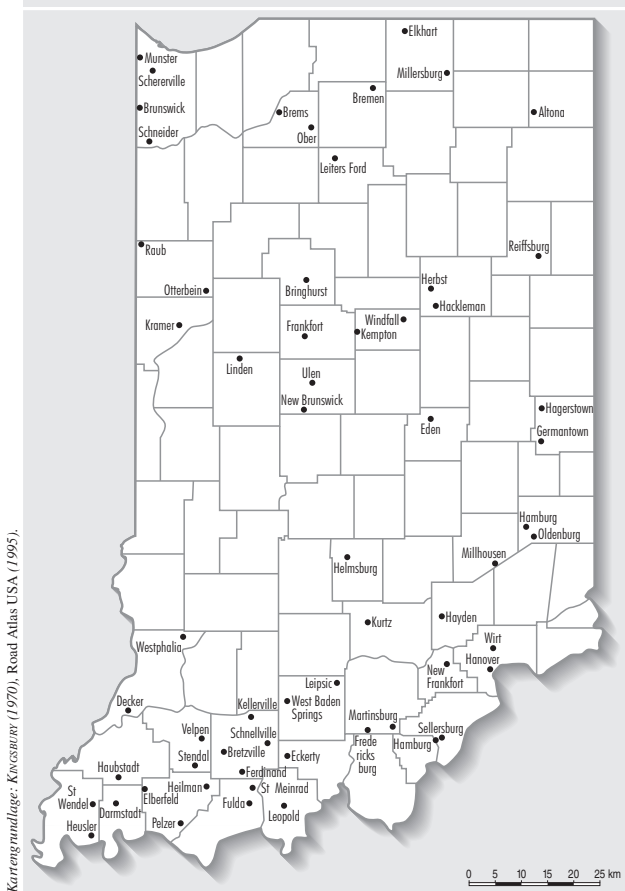 Elkhart
Munster
Schererville
Millersburg
Bremen
Brunswick
Brems
Altona
Ober
Schneider
Leiters Ford
Raub
Reiffsburg
Otterbein
Bringhurst
Herbst
Hackleman
Kramer
Frankfort
Windfall
Kempton
Linden
Ulen
New Brunswick
Hagerstown
Eden
Germantown
Hamburg
Oldenburg
Helmsburg
Millhousen
Kurtz
Hayden
Westphalia
Wirt
Hanover
New
Frankfort
Leipsic
Decker
Kellerville
West Baden
Springs
Martinsburg
Velpen
Schnellville
Sellersburg
Bretzville
Frede
ricks
burg
Hamburg
Stendal
Eckerty
Haubstadt
Ferdinand
St
Wendel
Elberfeld
Heilman
St Meinrad
Darmstadt
Fulda
Leopold
Heusler
Pelzer
0 5 10 15 20 25 km
Kartengrundlage: KINGSBURY (1970), Road Atlas USA (1995).